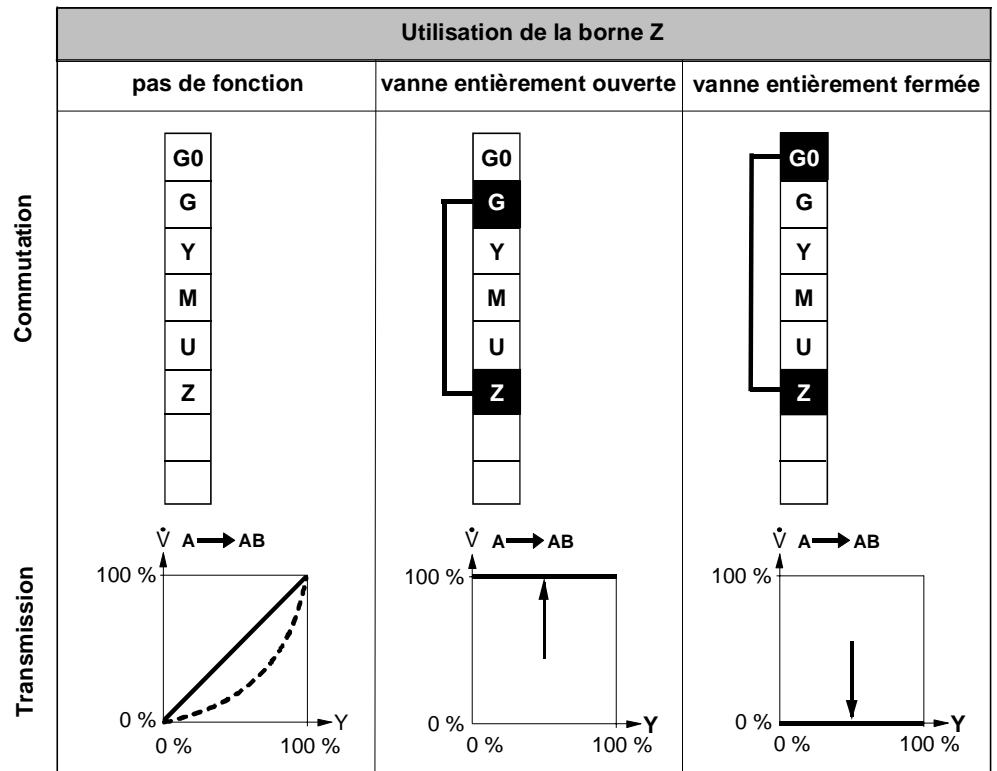 Utilisation de la borne Z
pas de fonction
vanne entièrement ouverte
vanne entièrement fermée
Commutation
G0
G
Y
M
U
Z
G0
G
Y
M
U
Z
G0
G
Y
M
U
Z
Transmission
V̇ A AB
100 %
0 %
Y
0 % 100 %
V̇ A AB
100 %
0 %
Y
0 % 100 %
V̇ A AB
100 %
0 %
Y
0 % 100 %